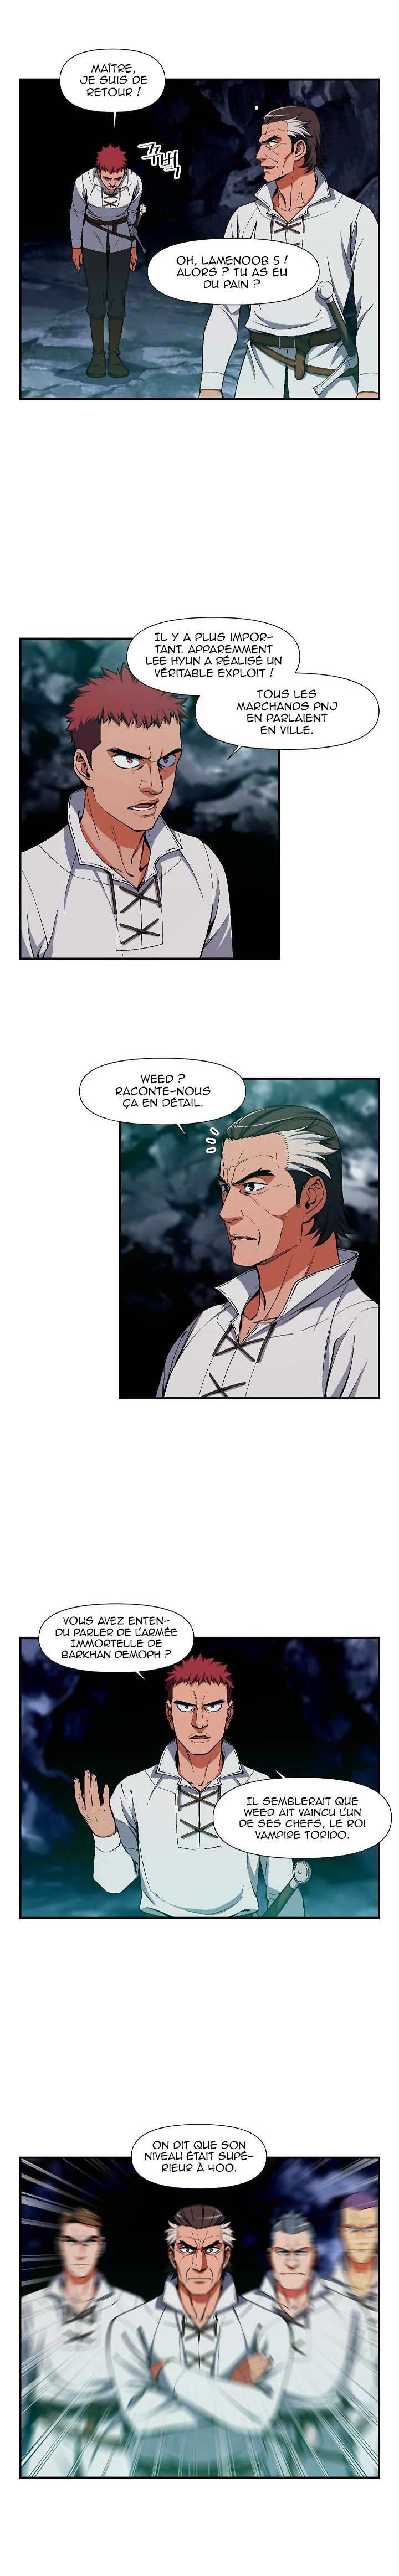 MAÎTRE,
JE SUIS DE
RETOUR !
꾸벅
OH, LAMENOOB 5 !
ALORS ? TU AS EU
DU PAIN ?
IL Y A PLUS IMPOR-
TANT. APPAREMMENT
LEE HYUN A RÉALISÉ UN
VÉRITABLE EXPLOIT !
TOUS LES
MARCHANDS PNJ
EN PARLAIENT
EN VILLE.
WEED ?
RACONTE-NOUS
ÇA EN DÉTAIL.
VOUS AVEZ ENTEN-
DU PARLER DE L'ARMÉE
IMMORTELLE DE
BARKHAN DEMOPH ?
IL SEMBLERAIT QUE
WEED AIT VAINCU L'UN
DE SES CHEFS, LE ROI
VAMPIRE TORIDO.
ON DIT QUE SON
NIVEAU ÉTAIT SUPÉ-
RIEUR À 400.